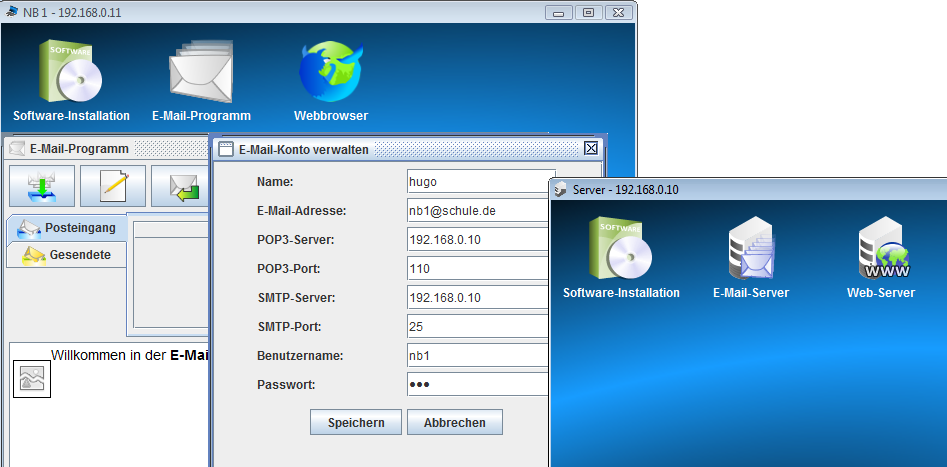 NB 1 - 192.168.0.11
SOFTWARE
Software-Installation
E-Mail-Programm
Webbrowser
E-Mail-Programm
Posteingang
Gesendete
Willkommen in der E-Mai
E-Mail-Konto verwalten
Name: hugo
E-Mail-Adresse: nb1@schule.de
POP3-Server: 192.168.0.10
POP3-Port: 110
SMTP-Server: 192.168.0.10
SMTP-Port: 25
Benutzername: nb1
Passwort: ●●●
Speichern Abbrechen
Server - 192.168.0.10
SOFTWARE
WWW
Software-Installation
E-Mail-Server
Web-Server